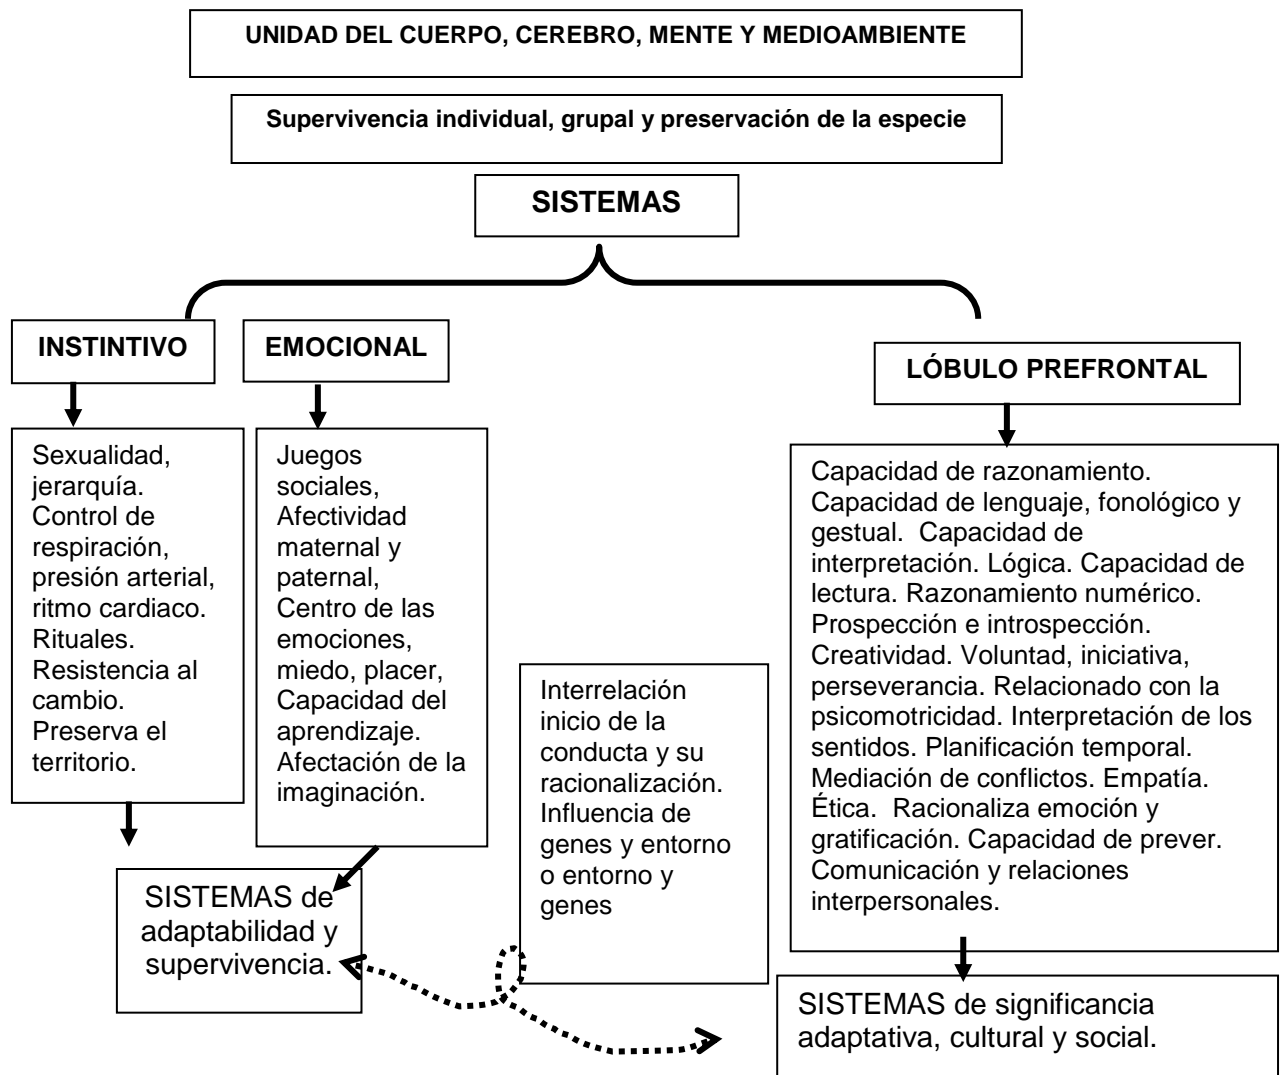 UNIDAD DEL CUERPO, CEREBRO, MENTE Y MEDIOAMBIENTE
Supervivencia individual, grupal y preservación de la especie
SISTEMAS
INSTINTIVO
EMOCIONAL
LÓBULO PREFRONTAL
Sexualidad,
jerarquía.
Control de
respiración,
presión arterial,
ritmo cardiaco.
Rituales.
Resistencia al
cambio.
Preserva el
territorio.
Juegos
sociales,
Afectividad
maternal y
paternal,
Centro de las
emociones,
miedo, placer,
Capacidad del
aprendizaje.
Afectación de la
imaginación.
Capacidad de razonamiento.
Capacidad de lenguaje, fonológico y
gestual.  Capacidad de
interpretación. Lógica. Capacidad de
lectura. Razonamiento numérico.
Prospección e introspección.
Creatividad. Voluntad, iniciativa,
perseverancia. Relacionado con la
psicomotricidad. Interpretación de los
sentidos. Planificación temporal.
Mediación de conflictos. Empatía.
Ética.  Racionaliza emoción y
gratificación. Capacidad de prever.
Comunicación y relaciones
interpersonales.
Interrelación
inicio de la
conducta y su
racionalización.
Influencia de
genes y entorno
o entorno y
genes
SISTEMAS de
adaptabilidad y
supervivencia.
SISTEMAS de significancia
adaptativa, cultural y social.